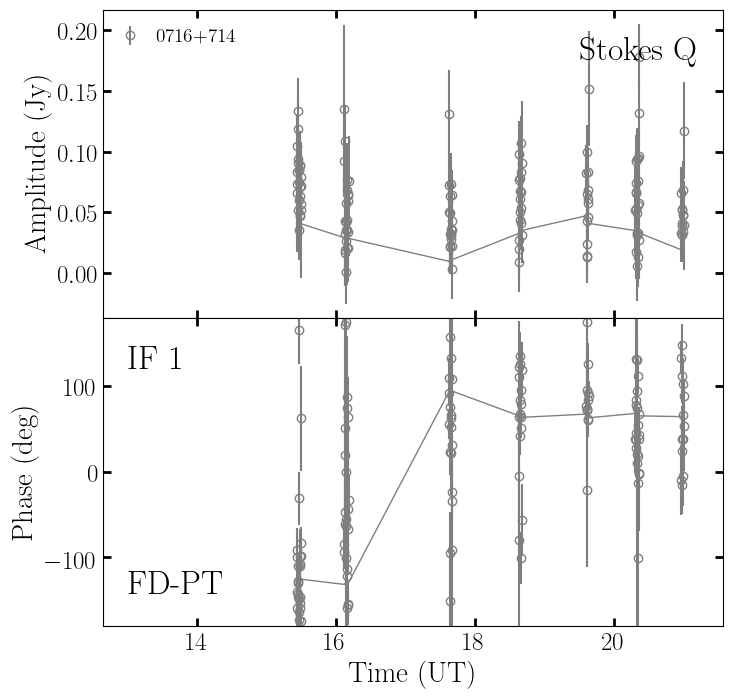 0716+714
Stokes Q
0.20
0.15
0.10
0.05
0.00
Amplitude (Jy)
IF 1
FD-PT
100
0
−100
Phase (deg)
14 16 18 20
Time (UT)